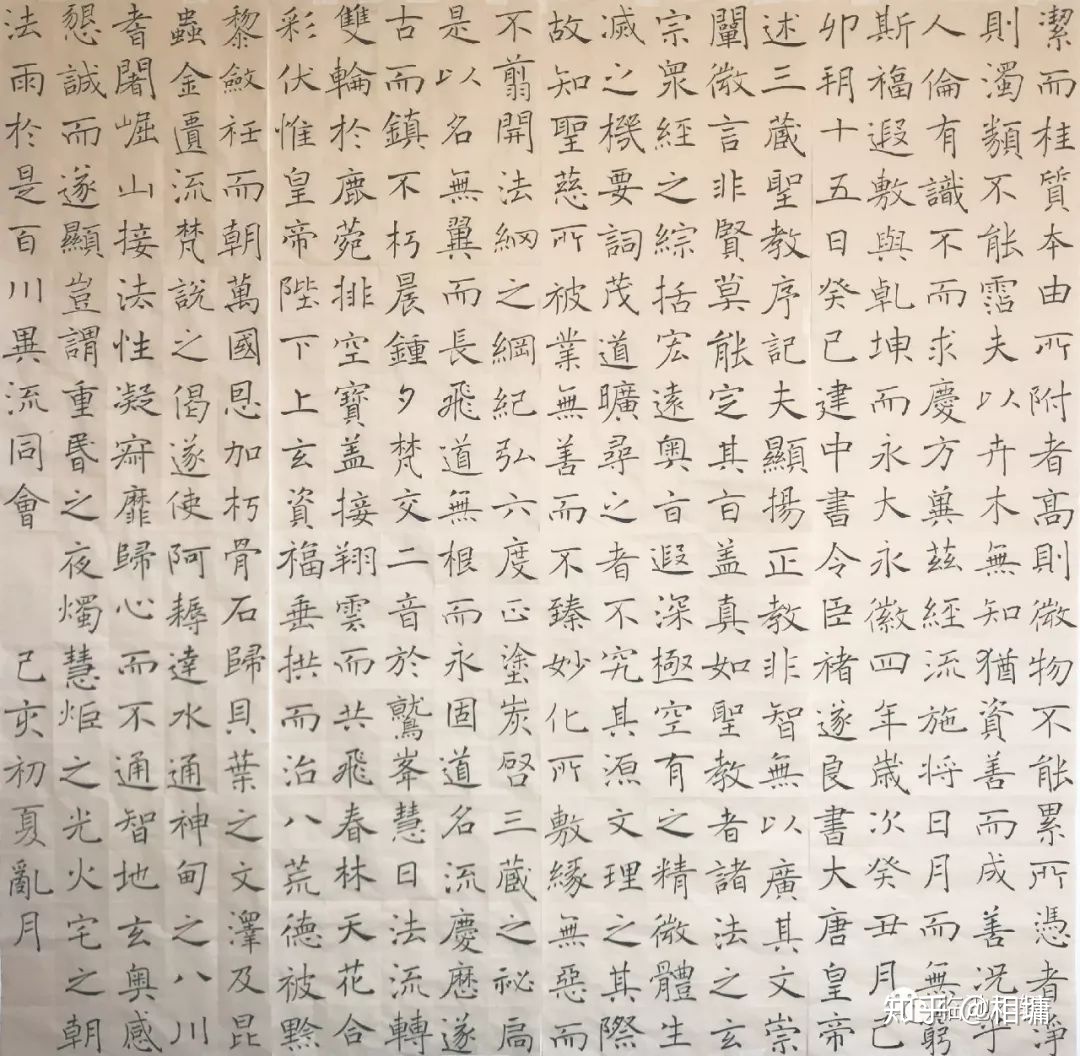 潔而桂質本由所附者高則微物不能累所憑者淨
則濁類不能霑夫以卉木無知猶資善而成善況乎
人倫有識不而求慶方冀茲經流施将日月而無窮
斯福遐敷與乹坤而永大永徽四年歲次癸丑月己
卯朔十五日癸巳建中書令臣褚遂良書大唐皇帝
述三藏聖教序記夫顯揚正教非智無以廣其文崇
闡微言非賢莫能定其旨盖真如聖教者諸法之玄
宗衆經之綜括宏遠奥旨遐深極空有之精微體生
滅之機要詞茂道曠尋之者不究其源文理之其際
故知聖慈所被業無善而不臻妙化所敷緣無惡而
不翦開法網之綱紀弘六度正塗炭啓三藏之祕扃
是以名無翼而長飛道無根而永固道名流慶歷遂
古而鎮不朽晨鍾夕梵交二音於鷲峯慧日法流轉
雙輪於鹿菀排空寶盖接翔雲而共飛春林天花合
彩伏惟皇帝陛下上玄資福垂拱而治八荒德被黔
黎斂衽而朝萬國恩加朽骨石歸貝葉之文澤及昆
蟲金匱流梵說之偈遂使阿耨達水通神甸之八川
耆闍崛山接法性凝寂靡歸心而不通智地玄奥感
懇誠而遂顯豈謂重昏之夜燭慧炬之光火宅之朝
法雨於是百川異流同會 己亥初夏亂月
臨
知乎 @相墉